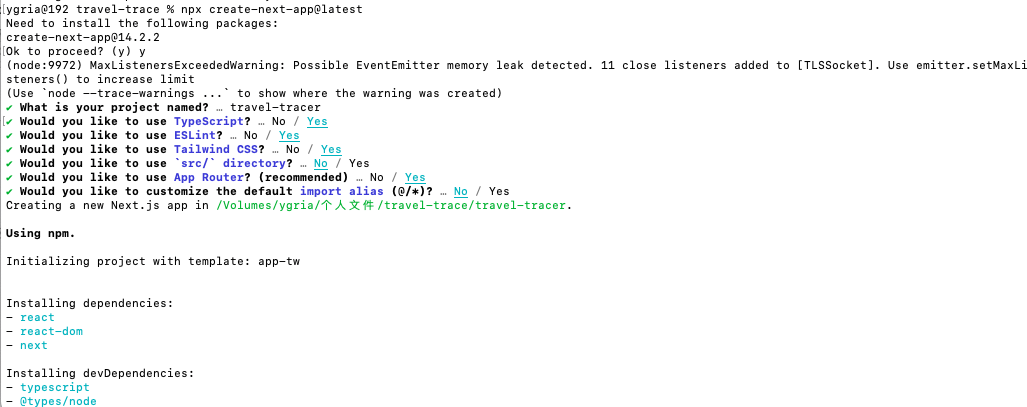 ygria@192 travel-trace % npx create-next-app@latest
Need to install the following packages:
create-next-app@14.2.2
Ok to proceed? (y) y
(node:9972) MaxListenersExceededWarning: Possible EventEmitter memory leak detected. 11 close listeners added to [TLSSocket]. Use emitter.setMaxLi
steners() to increase limit
(Use `node --trace-warnings ...` to show where the warning was created)
✔ What is your project named? … travel-tracer
✔ Would you like to use TypeScript? … No / Yes
✔ Would you like to use ESLint? … No / Yes
✔ Would you like to use Tailwind CSS? … No / Yes
✔ Would you like to use `src/` directory? … No / Yes
✔ Would you like to use App Router? (recommended) … No / Yes
✔ Would you like to customize the default import alias (@/*)? … No / Yes
Creating a new Next.js app in /Volumes/ygria/个人文件/travel-trace/travel-tracer.
Using npm.
Initializing project with template: app-tw
Installing dependencies:
- react
- react-dom
- next
Installing devDependencies:
- typescript
- @types/node